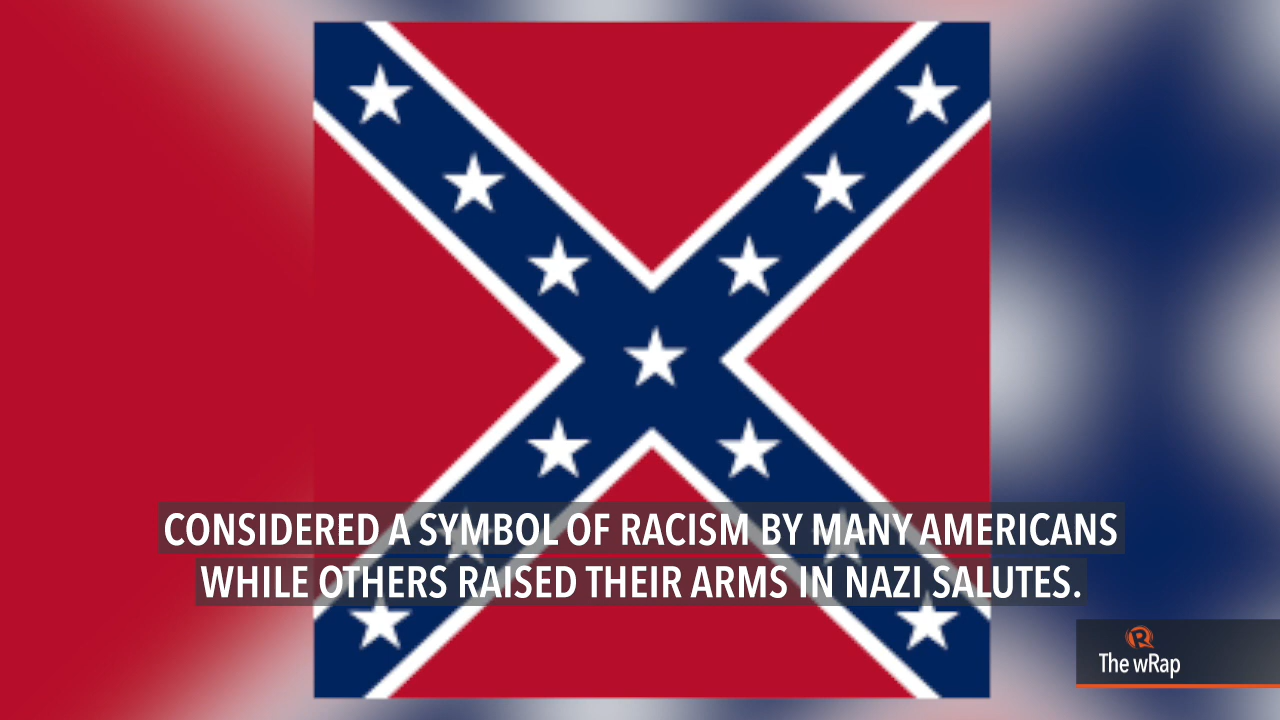 CONSIDERED A SYMBOL OF RACISM BY MANY AMERICANS
WHILE OTHERS RAISED THEIR ARMS IN NAZI SALUTES.
R
The wRap